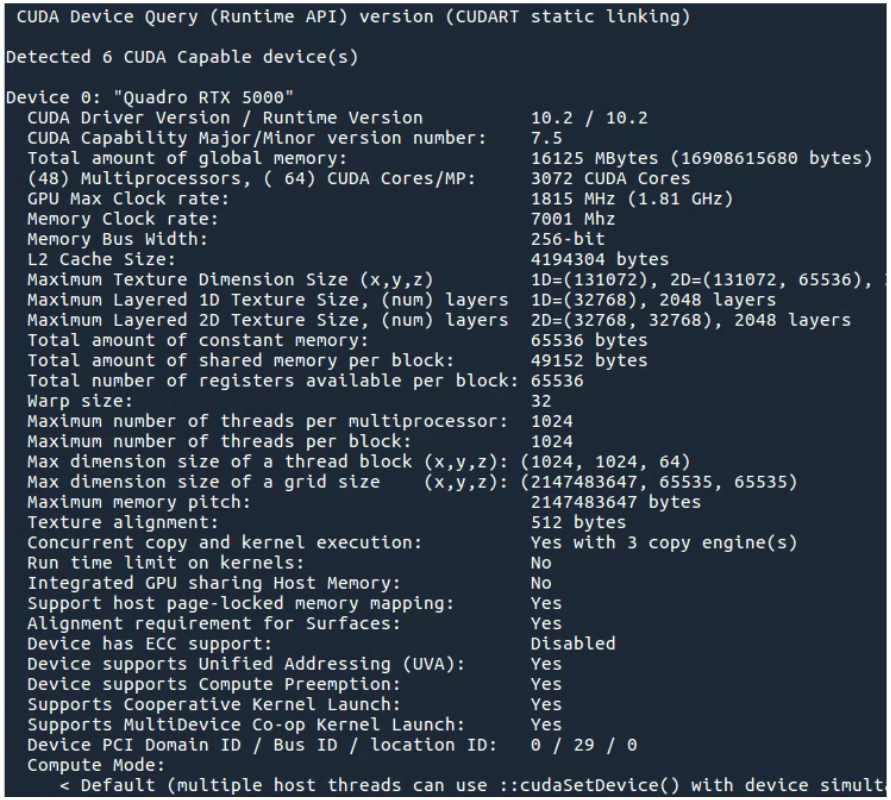 CUDA Device Query (Runtime API) version (CUDART static linking)
Detected 6 CUDA Capable device(s)
Device 0: "Quadro RTX 5000"
CUDA Driver Version / Runtime Version 10.2 / 10.2
CUDA Capability Major/Minor version number: 7.5
Total amount of global memory: 16125 MBytes (16908615680 bytes)
(48) Multiprocessors, ( 64) CUDA Cores/MP: 3072 CUDA Cores
GPU Max Clock rate: 1815 MHz (1.81 GHz)
Memory Clock rate: 7001 Mhz
Memory Bus Width: 256-bit
L2 Cache Size: 4194304 bytes
Maximum Texture Dimension Size (x,y,z) 1D=(131072), 2D=(131072, 65536),
Maximum Layered 1D Texture Size, (num) layers 1D=(32768), 2048 layers
Maximum Layered 2D Texture Size, (num) layers 2D=(32768, 32768), 2048 layers
Total amount of constant memory: 65536 bytes
Total amount of shared memory per block: 49152 bytes
Total number of registers available per block: 65536
Warp size: 32
Maximum number of threads per multiprocessor: 1024
Maximum number of threads per block: 1024
Max dimension size of a thread block (x,y,z): (1024, 1024, 64)
Max dimension size of a grid size (x,y,z): (2147483647, 65535, 65535)
Maximum memory pitch: 2147483647 bytes
Texture alignment: 512 bytes
Concurrent copy and kernel execution: Yes with 3 copy engine(s)
Run time limit on kernels: No
Integrated GPU sharing Host Memory: No
Support host page-locked memory mapping: Yes
Alignment requirement for Surfaces: Yes
Device has ECC support: Disabled
Device supports Unified Addressing (UVA): Yes
Device supports Compute Preemption: Yes
Supports Cooperative Kernel Launch: Yes
Supports MultiDevice Co-op Kernel Launch: Yes
Device PCI Domain ID / Bus ID / location ID: 0 / 29 / 0
Compute Mode:
< Default (multiple host threads can use ::cudaSetDevice() with device simult